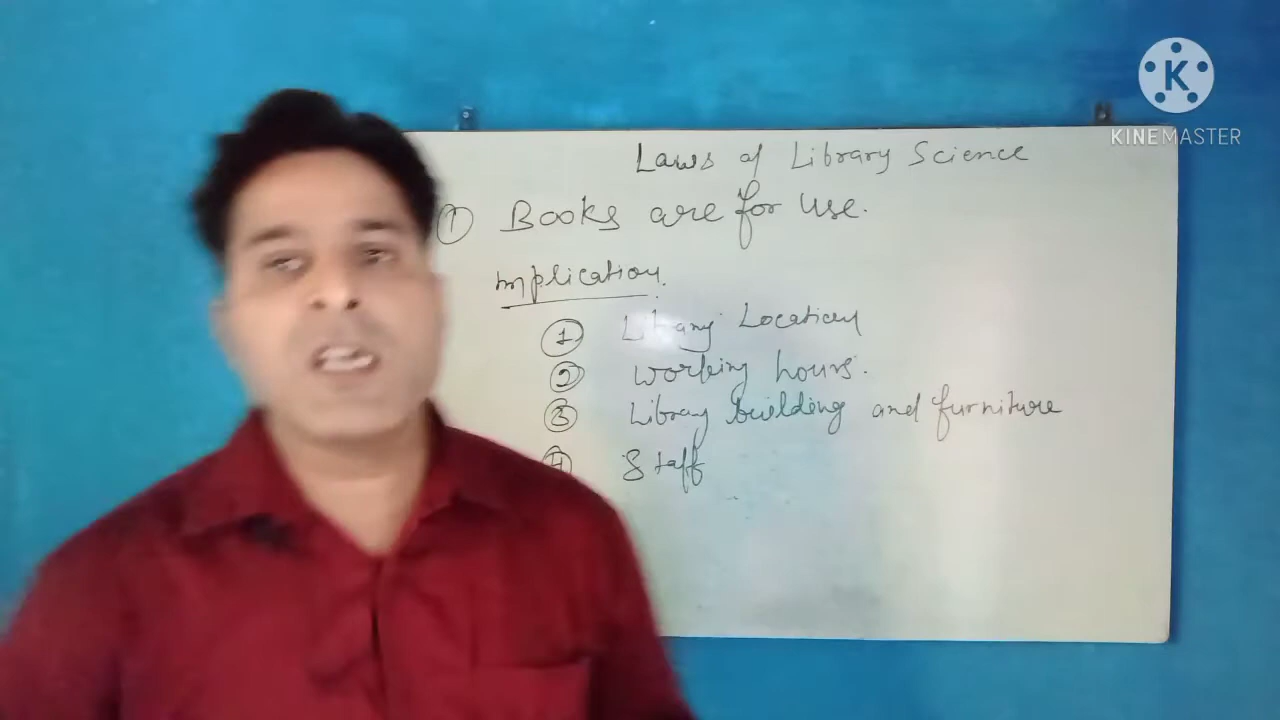 K
KINEMASTER
Laws of Library Science
① Books are for use.
Implication.
① Library Location
② Working hours.
③ Library building and furniture
④ Staff